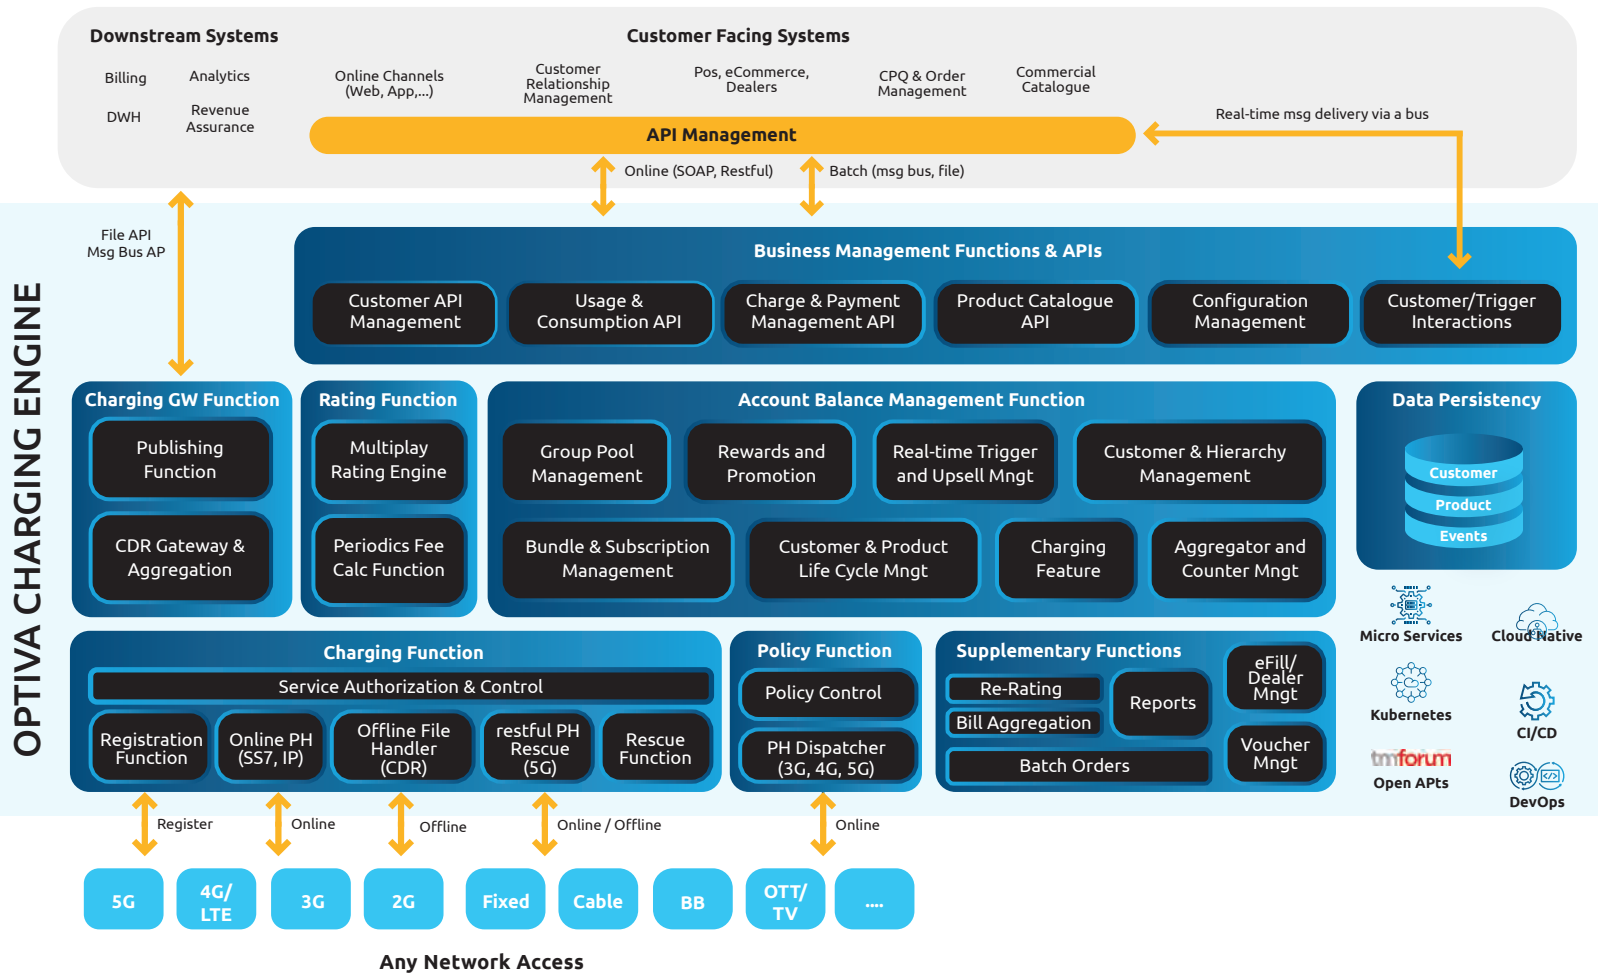 Downstream Systems
Billing
Analytics
DWH
Revenue
Assurance
Customer Facing Systems
Online Channels
(Web, App,...)
Customer
Relationship
Management
Pos, eCommerce,
Dealers
CPQ & Order
Management
Commercial
Catalogue
API Management
Real-time msg delivery via a bus
Online (SOAP, Restful)
Batch (msg bus, file)
File API
Msg Bus AP
OPTIVA CHARGING ENGINE
Business Management Functions & APIs
Customer API
Management
Usage &
Consumption API
Charge & Payment
Management API
Product Catalogue
API
Configuration
Management
Customer/Trigger
Interactions
Charging GW Function
Publishing
Function
CDR Gateway &
Aggregation
Rating Function
Multiplay
Rating Engine
Periodics Fee
Calc Function
Account Balance Management Function
Group Pool
Management
Rewards and
Promotion
Real-time Trigger
and Upsell Mngt
Customer & Hierarchy
Management
Bundle & Subscription
Management
Customer & Product
Life Cycle Mngt
Charging
Feature
Aggregator and
Counter Mngt
Data Persistency
Customer
Product
Events
Charging Function
Service Authorization & Control
Registration
Function
Online PH
(SS7, IP)
Offline File
Handler
(CDR)
restful PH
Rescue
(5G)
Rescue
Function
Policy Function
Policy Control
PH Dispatcher
(3G, 4G, 5G)
Supplementary Functions
Re-Rating
Bill Aggregation
Reports
Batch Orders
eFill/
Dealer
Mngt
Voucher
Mngt
Micro Services
Cloud Native
Kubernetes
CI/CD
tmforum
Open APts
DevOps
Register
Online
Offline
Online / Offline
Online
5G
4G/
LTE
3G
2G
Fixed
Cable
BB
OTT/
TV
....
Any Network Access